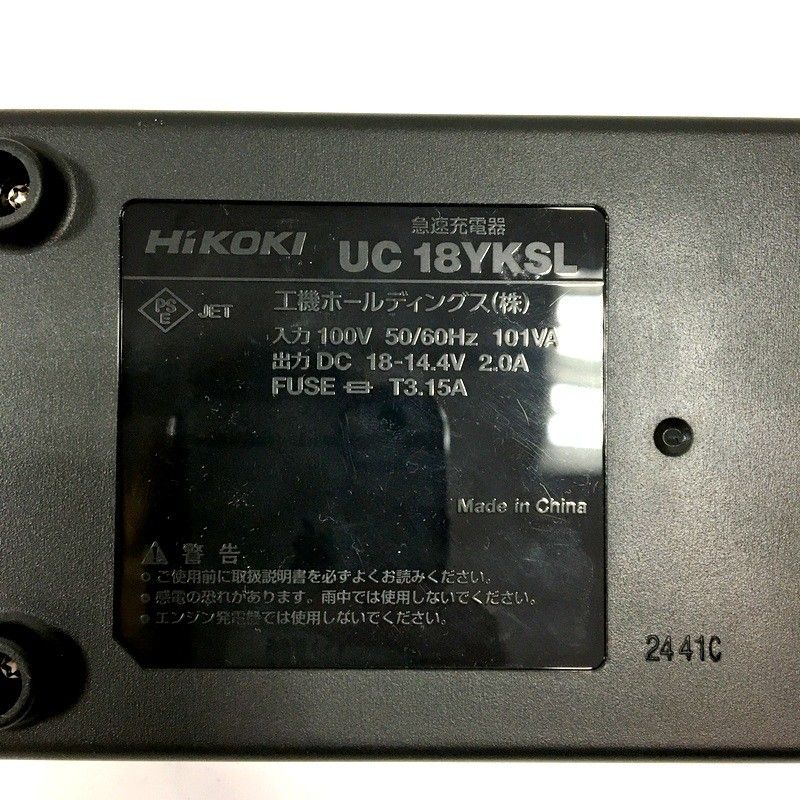 急速充電器
HiKOKI UC 18YKSL
PS
E
JET
工機ホールディングス(株)
入力 100V 50/60Hz 101VA
出力 DC 18-14.4V 2.0A
FUSE T3.15A
Made in China
警告
• ご使用前に取扱説明書を必ずよくお読みください。
• 感電の恐れがあります。雨中では使用しないでください。
• エンジン発電機では使用しないでください。
2441C